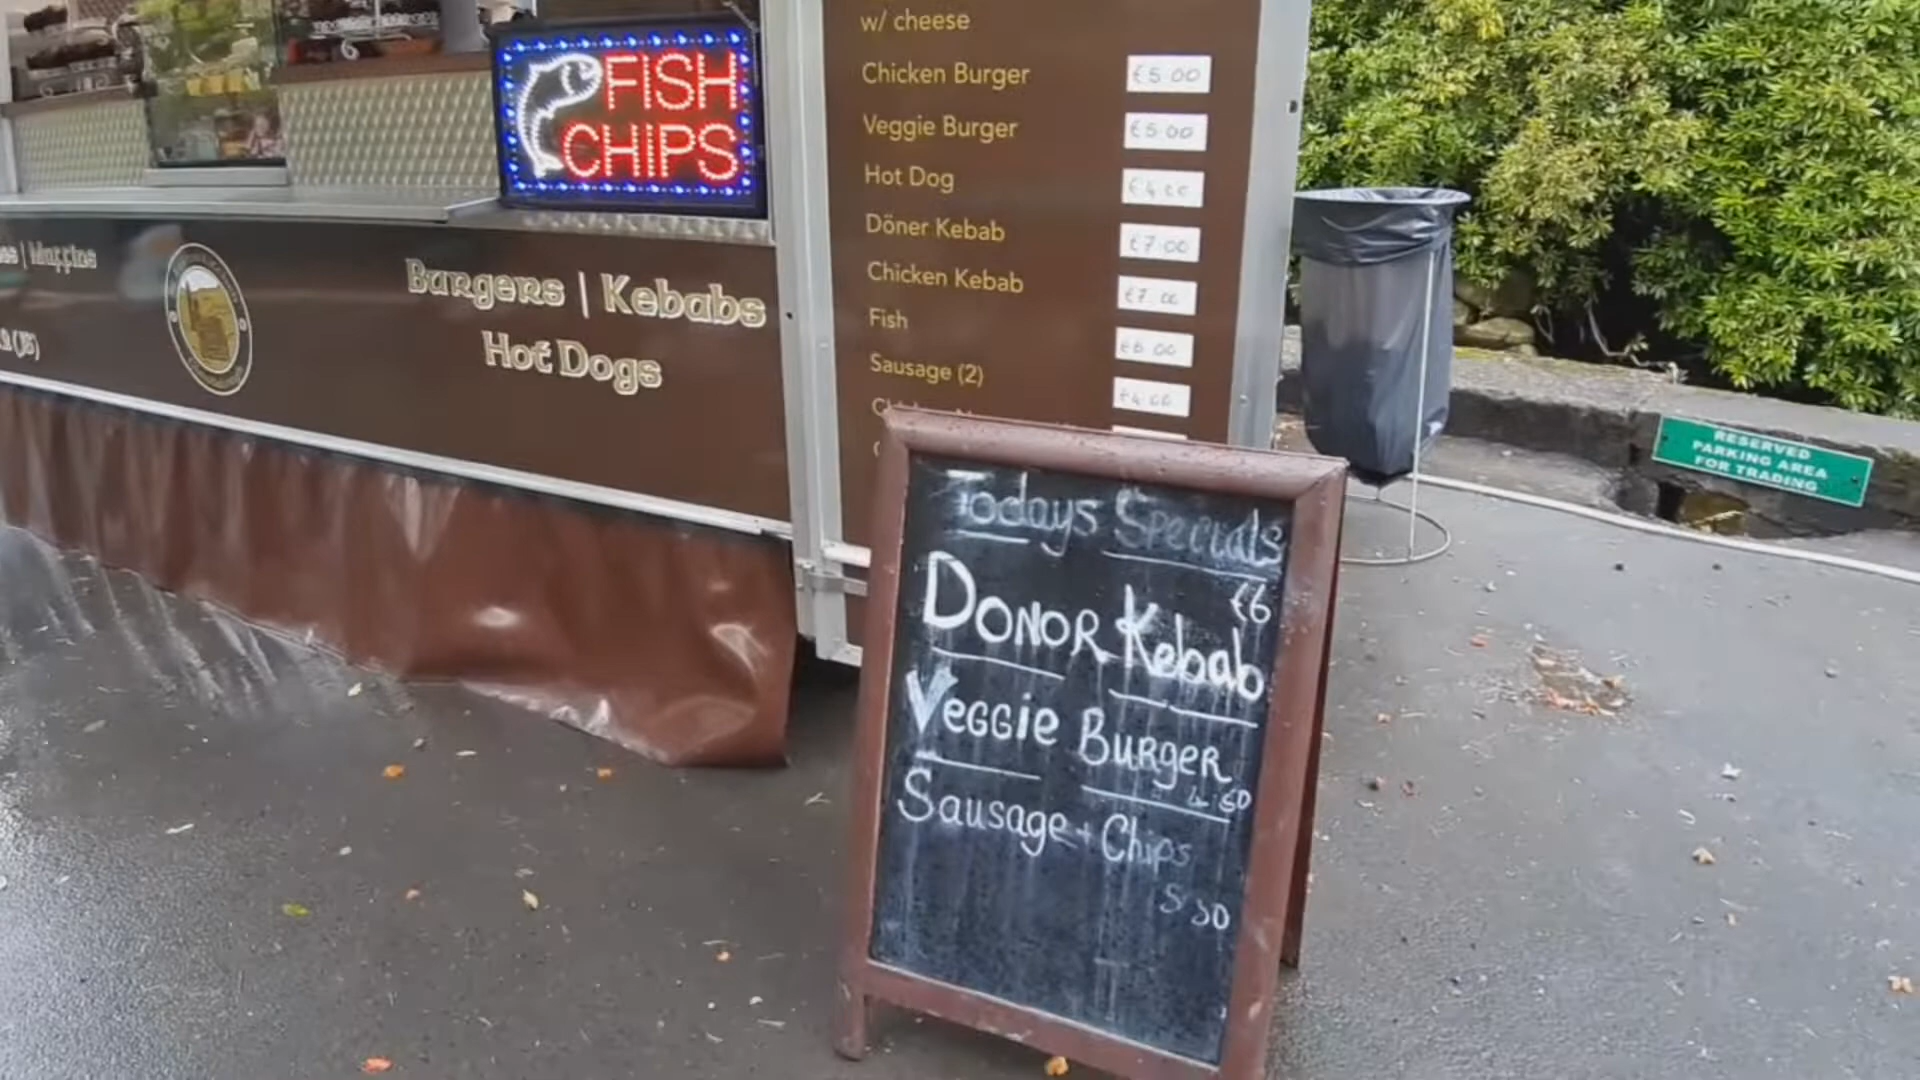 FISH
CHIPS
Burgers | Kebabs
Hot Dogs
w/ cheese
Chicken Burger €5.00
Veggie Burger €5.00
Hot Dog €4.00
Döner Kebab €7.00
Chicken Kebab €7.00
Fish €6.00
Sausage (2) €4.00
RESERVED
PARKING AREA
FOR TRADING
Todays Specials
€6
DONOR Kebab
VEGGiE BURGER
4.50
Sausage + Chips
5 50